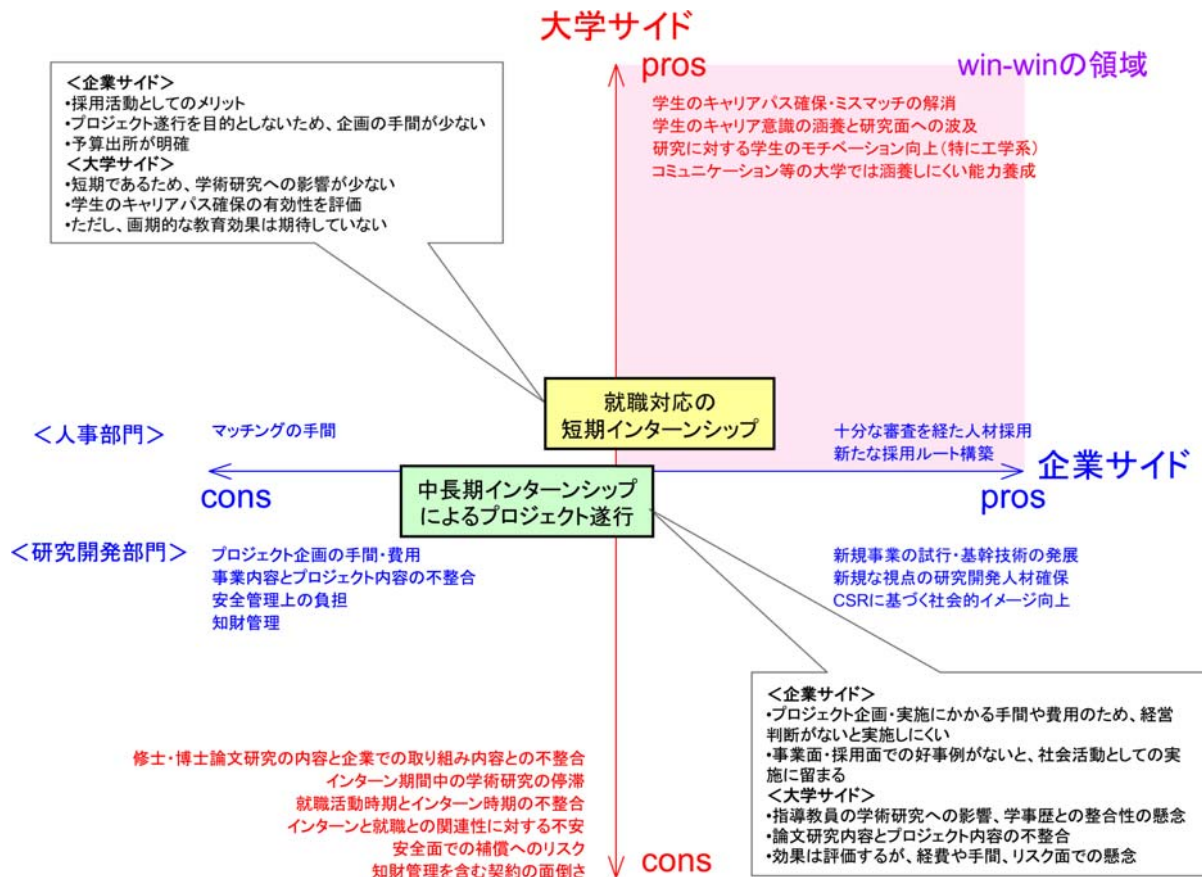 大学サイド
pros
win-winの領域
<企業サイド>
•採用活動としてのメリット
•プロジェクト遂行を目的としないため、企画の手間が少ない
•予算出所が明確
<大学サイド>
•短期であるため、学術研究への影響が少ない
•学生のキャリアパス確保の有効性を評価
•ただし、画期的な教育効果は期待していない
学生のキャリアパス確保・ミスマッチの解消
学生のキャリア意識の涵養と研究面への波及
研究に対する学生のモチベーション向上(特に工学系)
コミュニケーション等の大学では涵養しにくい能力養成
就職対応の
短期インターンシップ
<人事部門>
マッチングの手間
十分な審査を経た人材採用
新たな採用ルート構築
企業サイド
cons
中長期インターンシップ
によるプロジェクト遂行
pros
<研究開発部門>
プロジェクト企画の手間・費用
事業内容とプロジェクト内容の不整合
安全管理上の負担
知財管理
新規事業の試行・基幹技術の発展
新規な視点の研究開発人材確保
CSRに基づく社会的イメージ向上
修士・博士論文研究の内容と企業での取り組み内容との不整合
インターン期間中の学術研究の停滞
就職活動時期とインターン時期の不整合
インターンと就職との関連性に対する不安
安全面での補償へのリスク
知財管理を含む契約の面倒さ
cons
<企業サイド>
•プロジェクト企画・実施にかかる手間や費用のため、経営
判断がないと実施しにくい
•事業面・採用面での好事例がないと、社会活動としての実
施に留まる
<大学サイド>
•指導教員の学術研究への影響、学事歴との整合性の懸念
•論文研究内容とプロジェクト内容の不整合
•効果は評価するが、経費や手間、リスク面での懸念